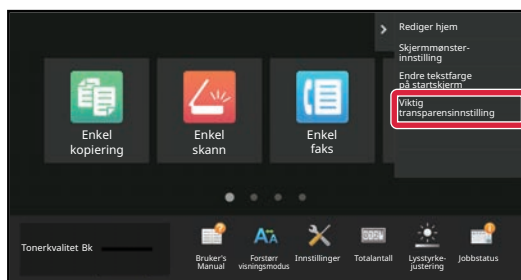 Rediger hjem
Skjermmønster-
innstilling
Endre tekstfarge
på startskjerm
Viktig
transparensinnstilling
Enkel
kopiering
Enkel
skann
Enkel
faks
Tonerkvalitet Bk
Bruker's
Manual
Forstørr
visningsmodus
Innstillinger
Totalantall
Lysstyrke-
justering
Jobbstatus